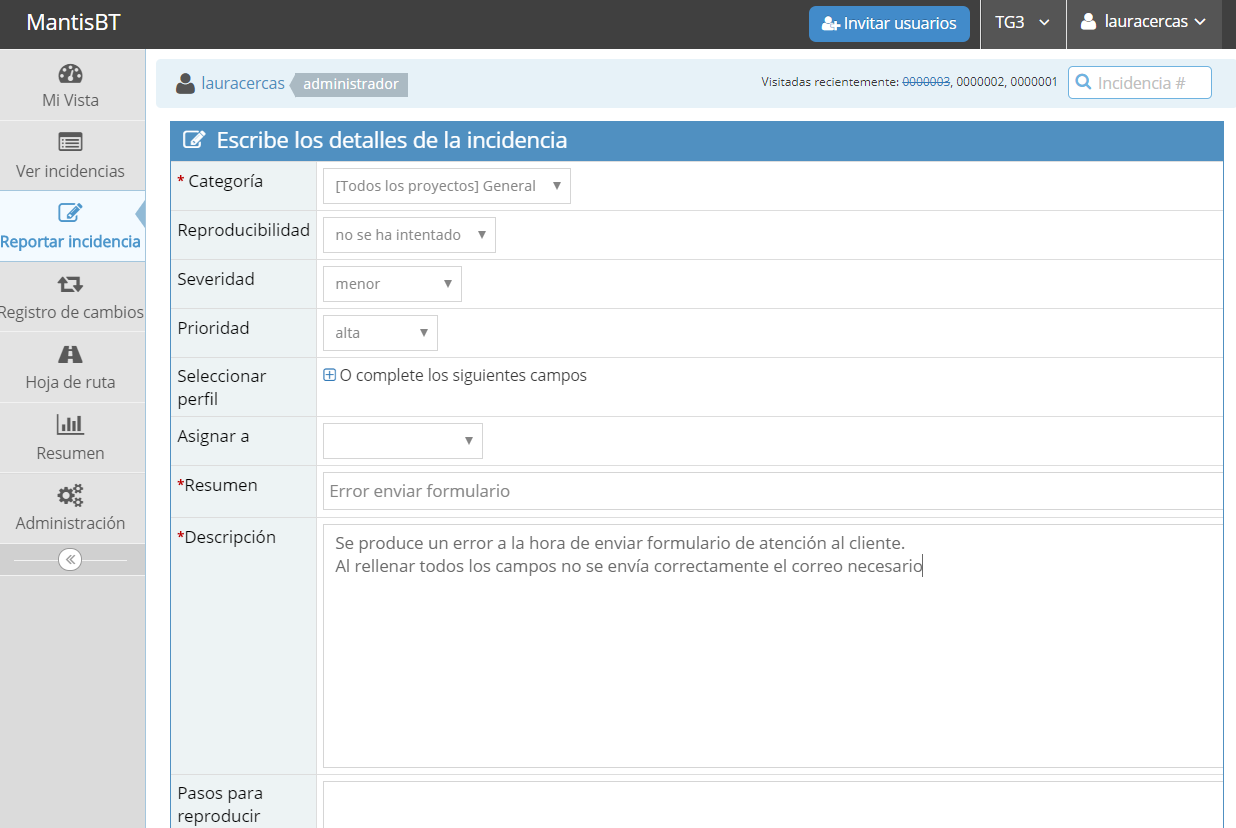 MantisBT
Invitar usuarios
TG3
lauracercas
Mi Vista
Ver incidencias
Reportar incidencia
Registro de cambios
Hoja de ruta
Resumen
Administración
lauracercas administrador
Visitadas recientemente: 0000003, 0000002, 0000001
Incidencia #
Escribe los detalles de la incidencia
* Categoría
[Todos los proyectos] General
Reproducibilidad
no se ha intentado
Severidad
menor
Prioridad
alta
Seleccionar
perfil
O complete los siguientes campos
Asignar a
*Resumen
Error enviar formulario
*Descripción
Se produce un error a la hora de enviar formulario de atención al cliente.
Al rellenar todos los campos no se envía correctamente el correo necesario
Pasos para
reproducir